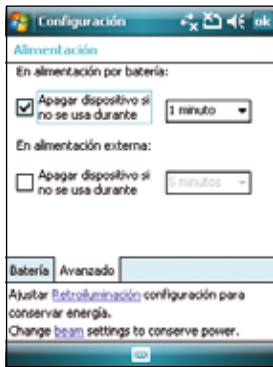 Configuración ok
Alimentación
En alimentación por batería:
Apagar dispositivo si
no se usa durante
1 minuto
En alimentación externa:
Apagar dispositivo si
no se usa durante
5 minutos
Batería Avanzado
Ajustar Retroiluminación configuración para
conservar energía.
Change beam settings to conserve power.